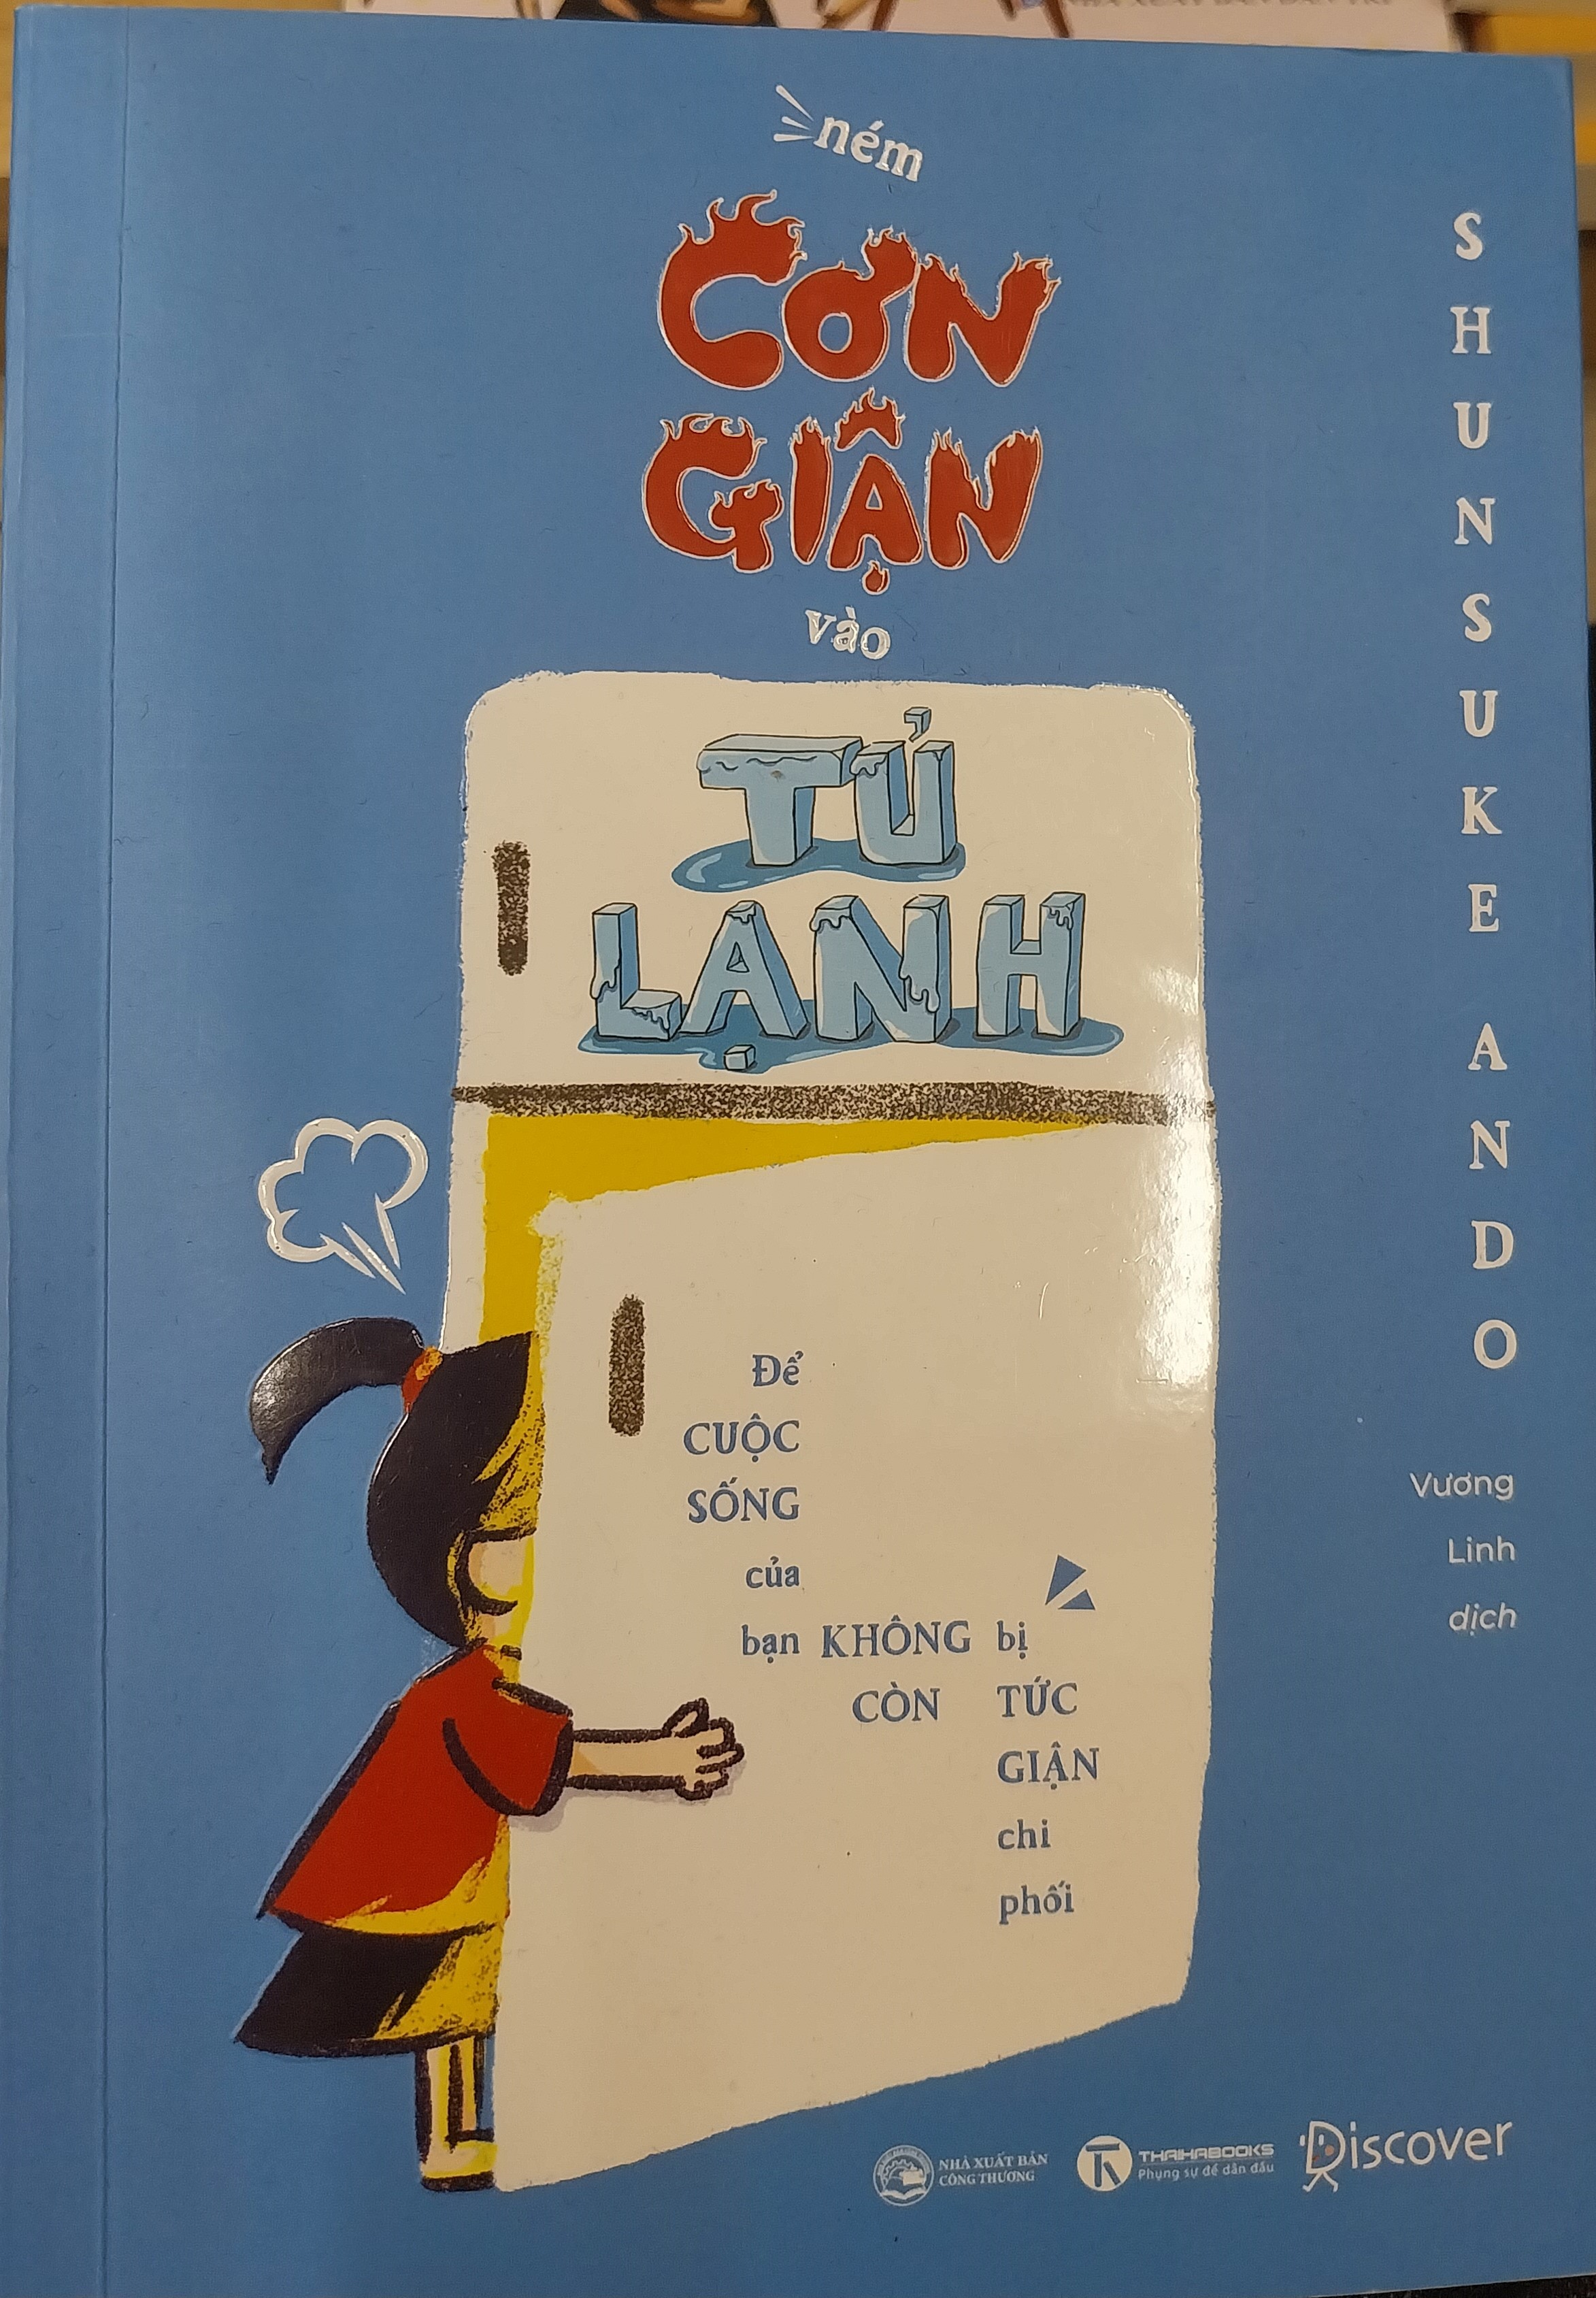 ném
CƠN
GIẬN
vào
TỦ
LẠNH
SHUNSUKE ANDO
Vương
Linh
dịch
Để
CUỘC
SỐNG
của
bạn KHÔNG bị
CÒN TỨC
GIẬN
chi
phối
NHÀ XUẤT BẢN
CÔNG THƯƠNG
THAIHABOOKS
Phụng sự để dẫn đầu
Discover